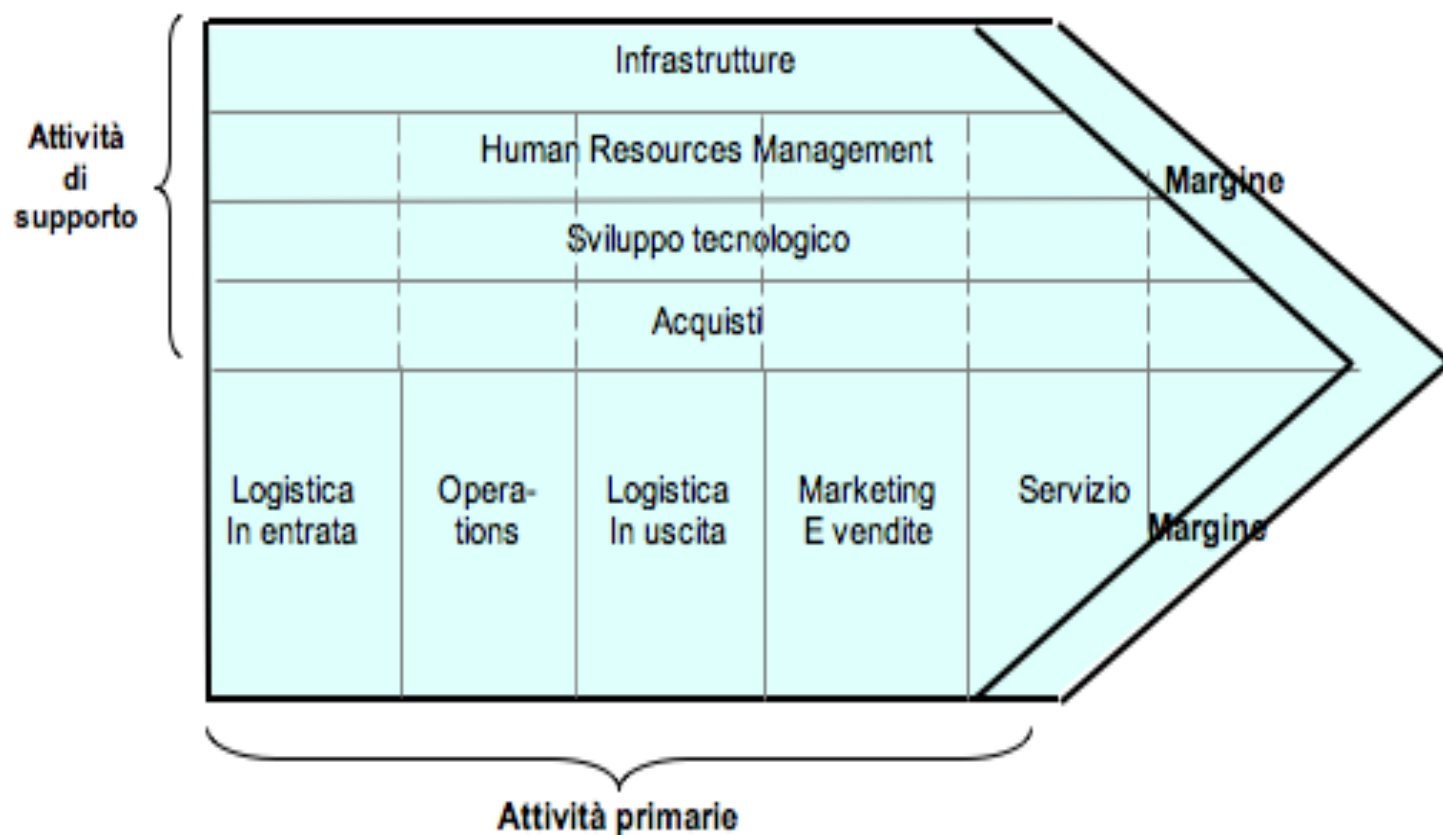 Infrastrutture
Attività
di
supporto
Human Resources Management
Margine
Sviluppo tecnologico
Acquisti
Logistica
In entrata
Opera-
tions
Logistica
In uscita
Marketing
E vendite
Servizio
Margine
Attività primarie